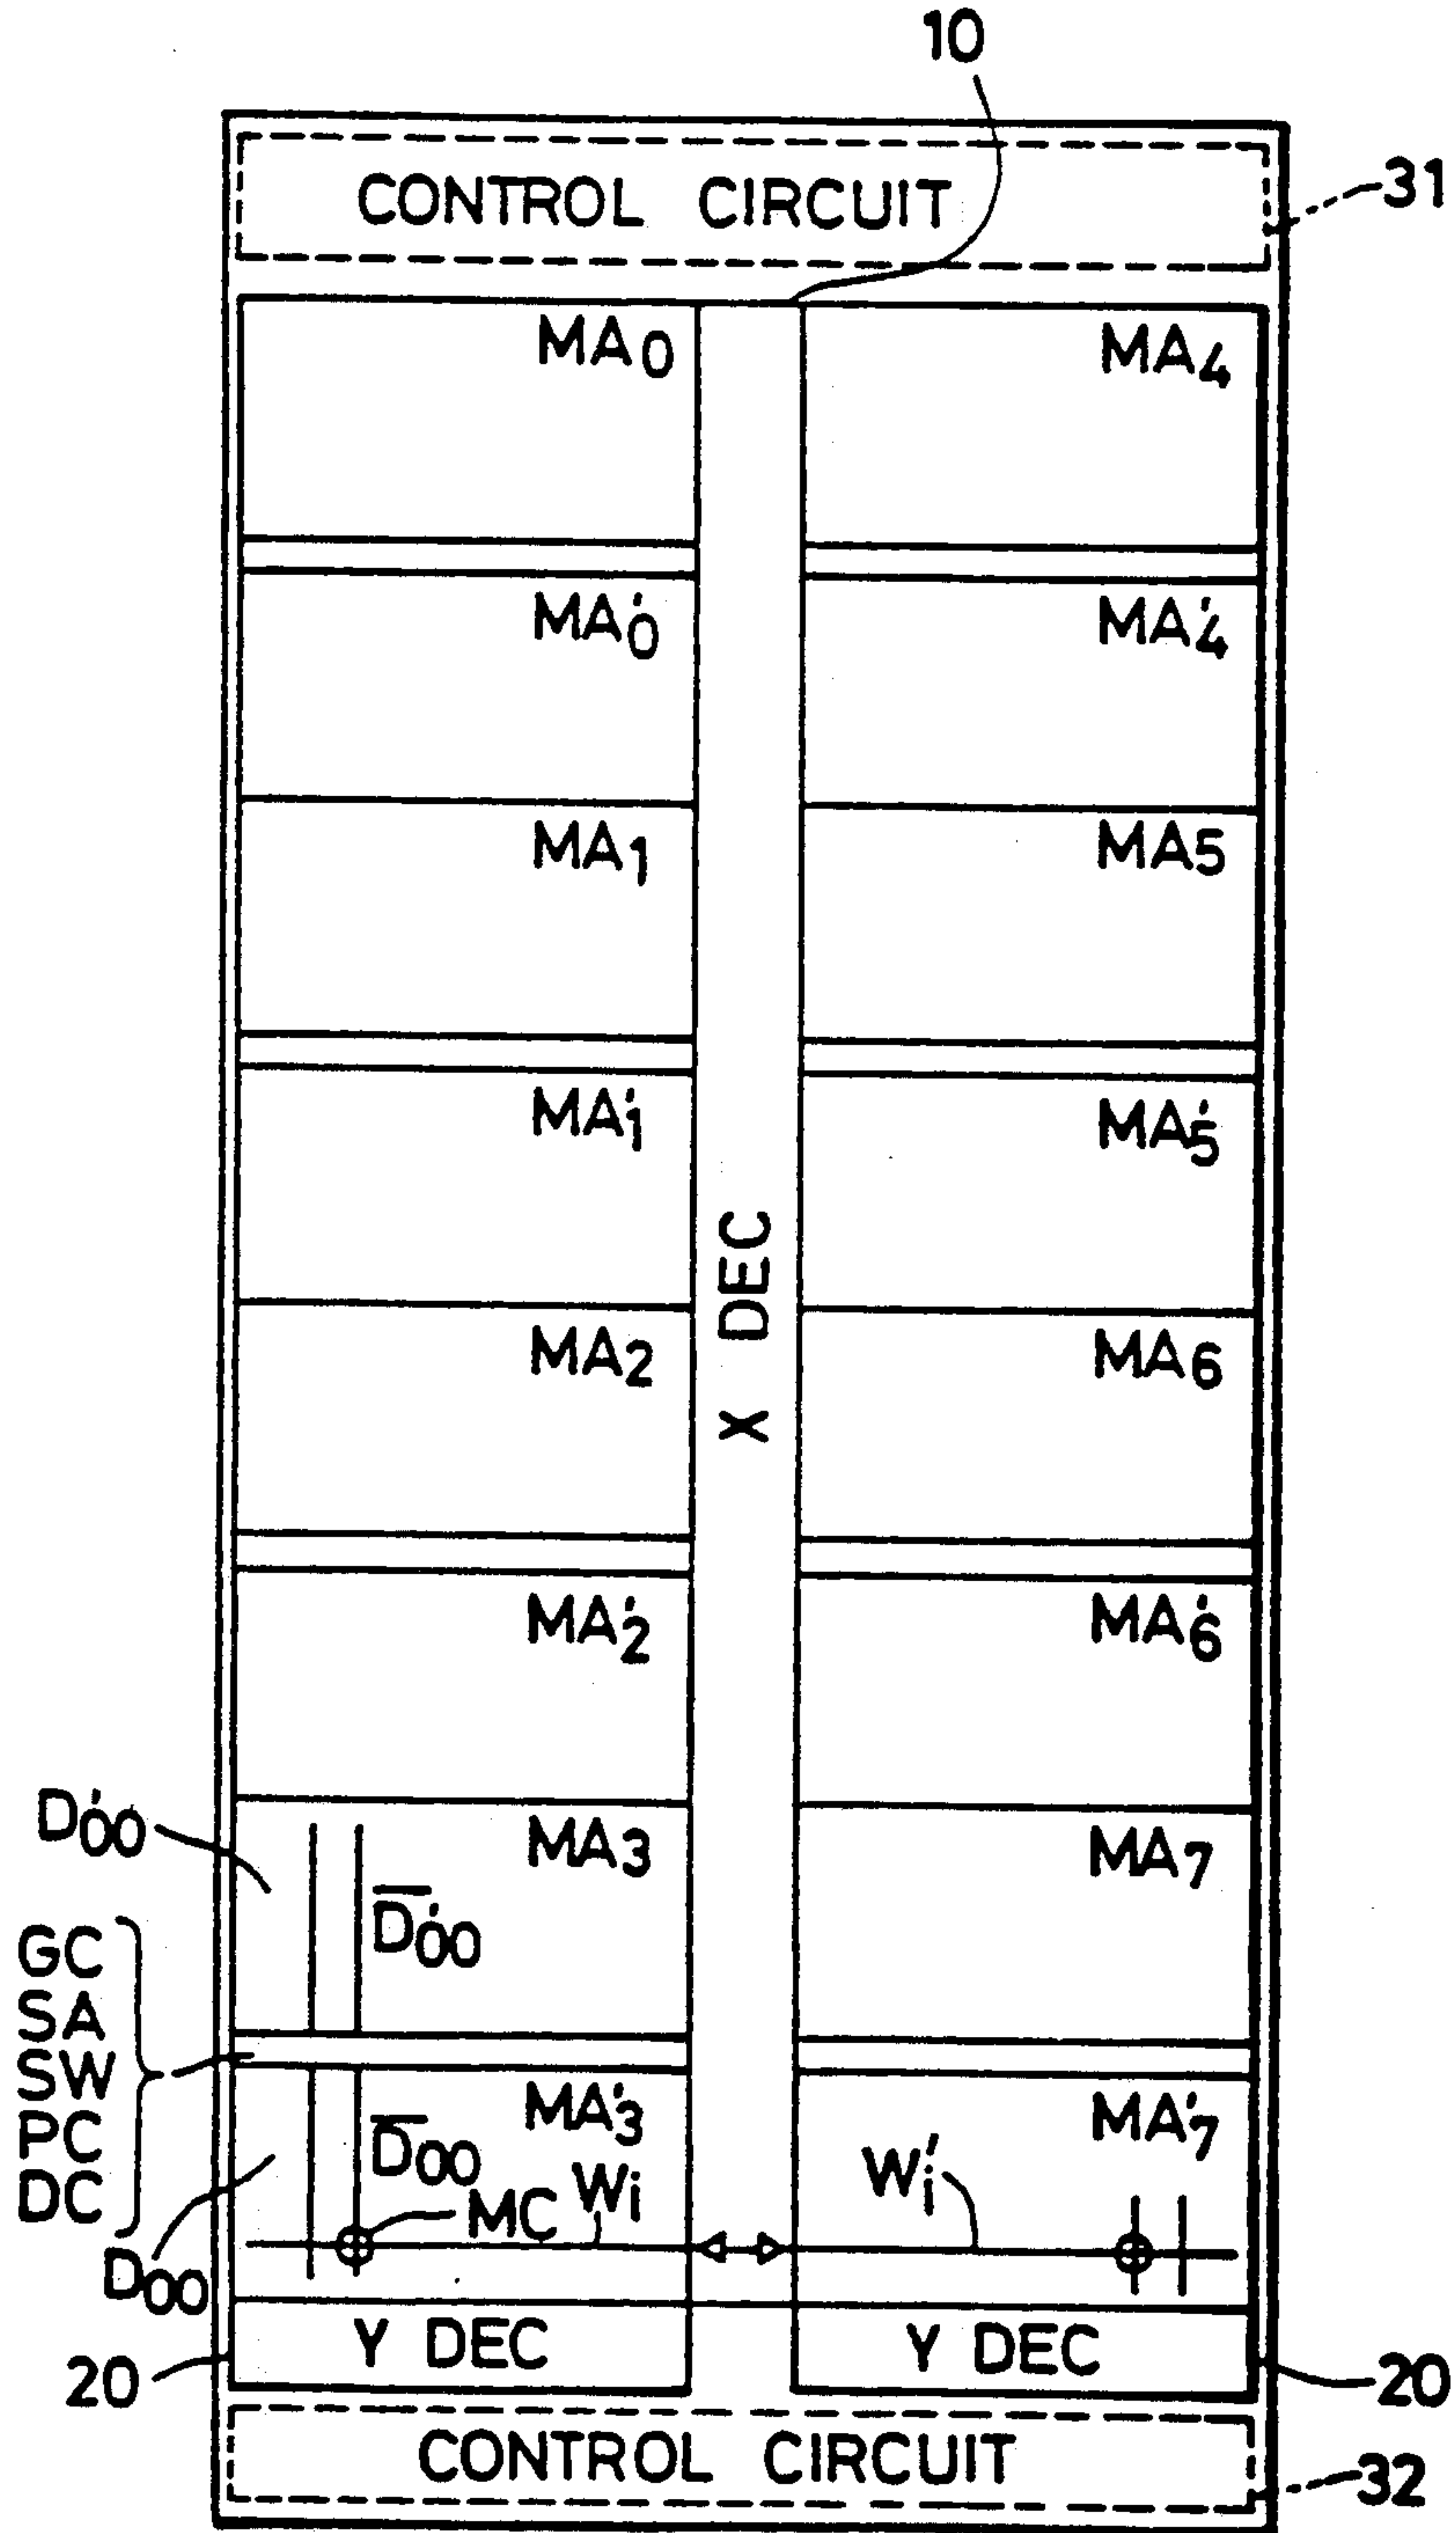 10
CONTROL CIRCUIT
31
MA0
MA4
MA'0
MA'4
MA1
MA5
MA'1
MA'5
X DEC
MA2
MA6
MA'2
MA'6
D'00
MA3
MA7
D̅'00
GC
SA
SW
PC
DC
MA'3
MA'7
D̅00
Wi
W'i
MC
D00
Y DEC
Y DEC
20
20
CONTROL CIRCUIT
32